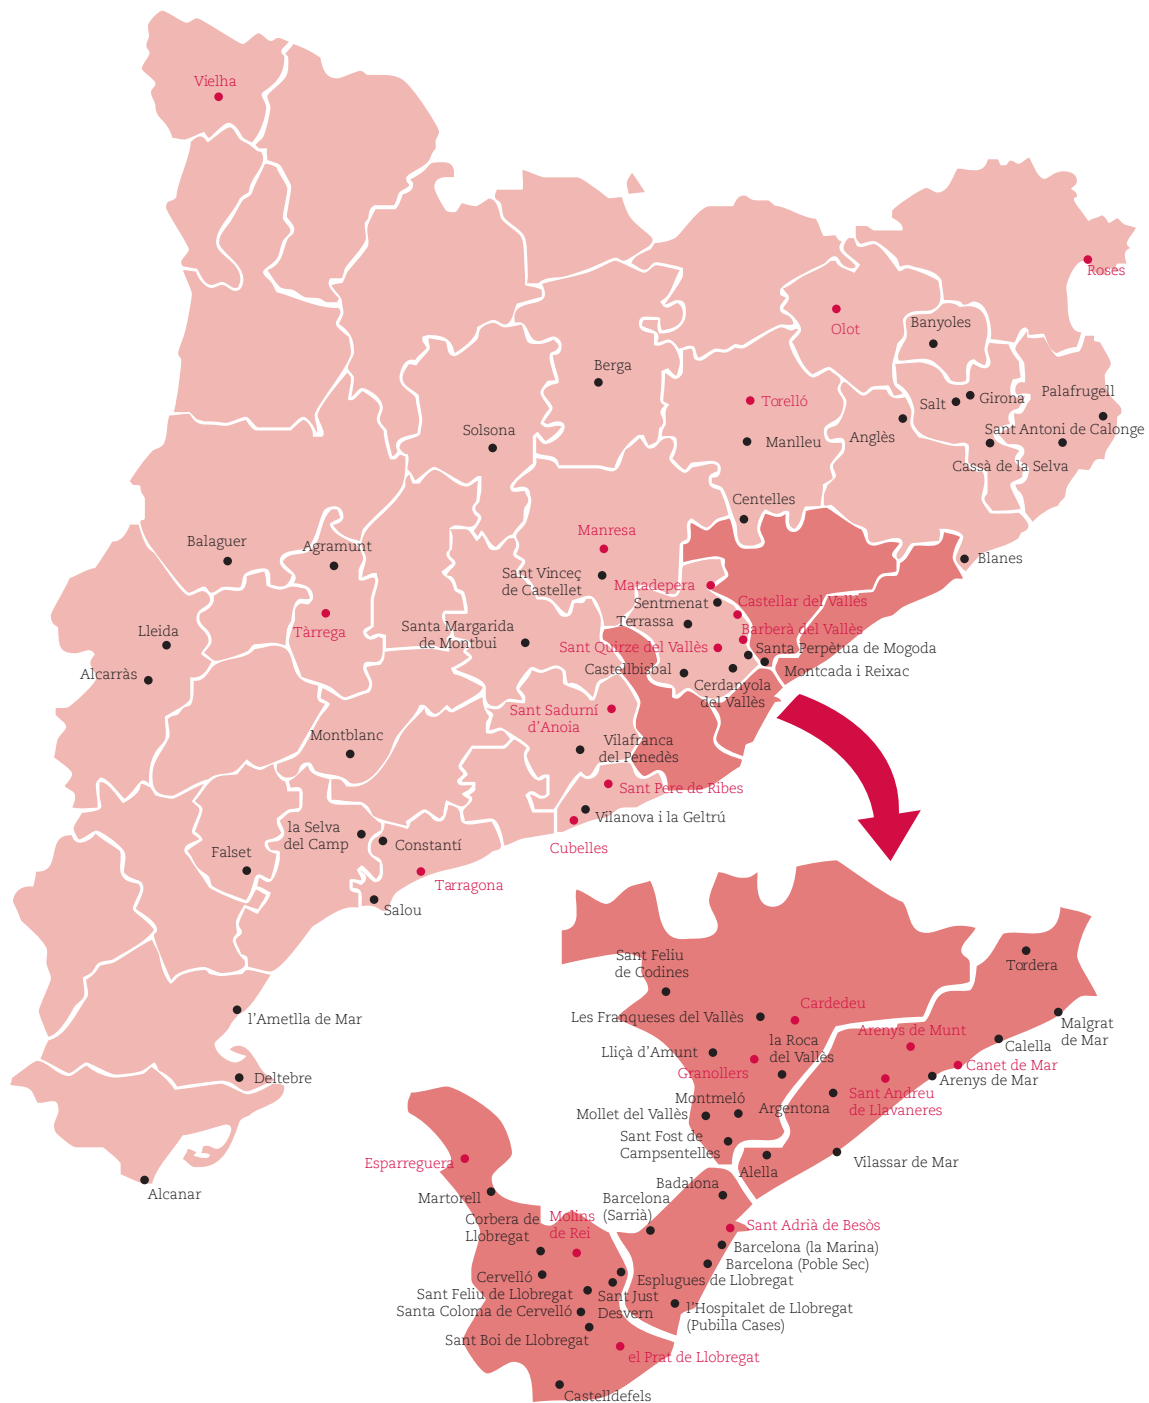 Vielha
Roses
Olot
Banyoles
Berga
Palafrugell
Torelló
Salt
Girona
Solsona
Manlleu
Anglès
Sant Antoni de Calonge
Cassà de la Selva
Centelles
Manresa
Balaguer
Agramunt
Blanes
Sant Vinceç
de Castellet
Matadepera
Sentmenat
Castellar del Vallès
Terrassa
Tàrrega
Lleida
Santa Margarida
de Montbui
Barberà del Vallès
Sant Quirze del Vallès
Santa Perpètua de Mogoda
Alcarràs
Castellbisbal
Montcada i Reixac
Cerdanyola
del Vallès
Sant Sadurní
d'Anoia
Montblanc
Vilafranca
del Penedès
Sant Pere de Ribes
Vilanova i la Geltrú
la Selva
del Camp
Constantí
Cubelles
Falset
Tarragona
Salou
Sant Feliu
de Codines
Tordera
l'Ametlla de Mar
Cardedeu
Les Franqueses del Vallès
Arenys de Munt
Malgrat
de Mar
la Roca
del Vallès
Calella
Lliçà d'Amunt
Canet de Mar
Granollers
Deltebre
Arenys de Mar
Sant Andreu
de Llavaneres
Montmeló
Argentona
Mollet del Vallès
Sant Fost de
Campsentelles
Esparreguera
Vilassar de Mar
Alella
Badalona
Alcanar
Martorell
Barcelona
(Sarrià)
Corbera de
Llobregat
Molins
de Rei
Sant Adrià de Besòs
Barcelona (la Marina)
Barcelona (Poble Sec)
Cervelló
Esplugues de Llobregat
Sant Feliu de Llobregat
Sant Just
Desvern
Santa Coloma de Cervelló
l'Hospitalet de Llobregat
(Pubilla Cases)
Sant Boi de Llobregat
el Prat de Llobregat
Castelldefels